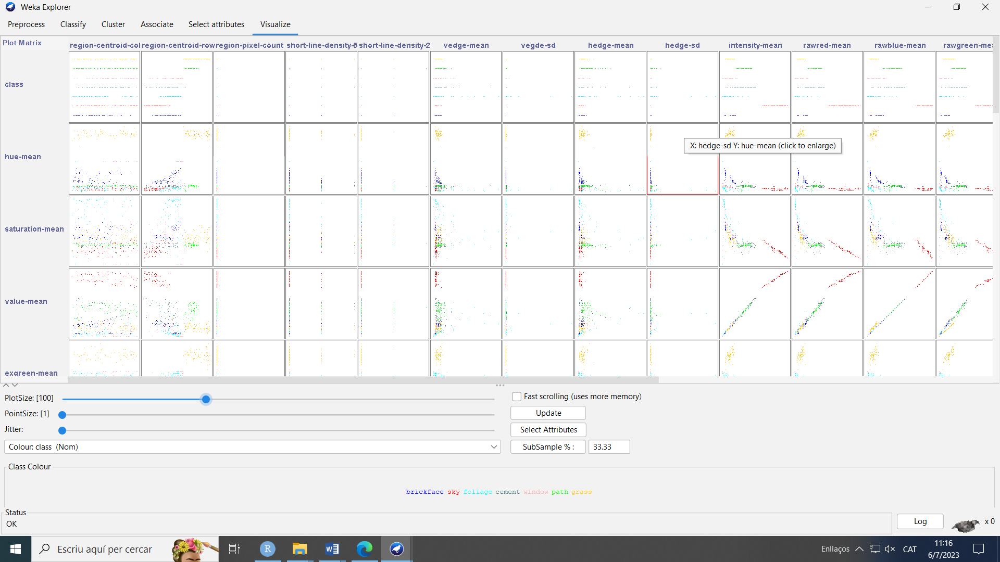 Weka Explorer
Preprocess Classify Cluster Associate Select attributes Visualize
Plot Matrix
region-centroid-col region-centroid-row region-pixel-count short-line-density-5 short-line-density-2 vedge-mean vegde-sd hedge-mean hedge-sd intensity-mean rawred-mean rawblue-mean rawgreen-mea
class
hue-mean
X: hedge-sd Y: hue-mean (click to enlarge)
saturation-mean
value-mean
exgreen-mean
PlotSize: [100]
PointSize: [1]
Jitter:
Fast scrolling (uses more memory)
Update
Select Attributes
Colour: class (Nom)
SubSample % : 33.33
Class Colour
brickface sky foliage cement window path grass
Status
OK
Log x 0
Escriu aquí per cercar
R
W
Enllaços CAT
11:16
6/7/2023